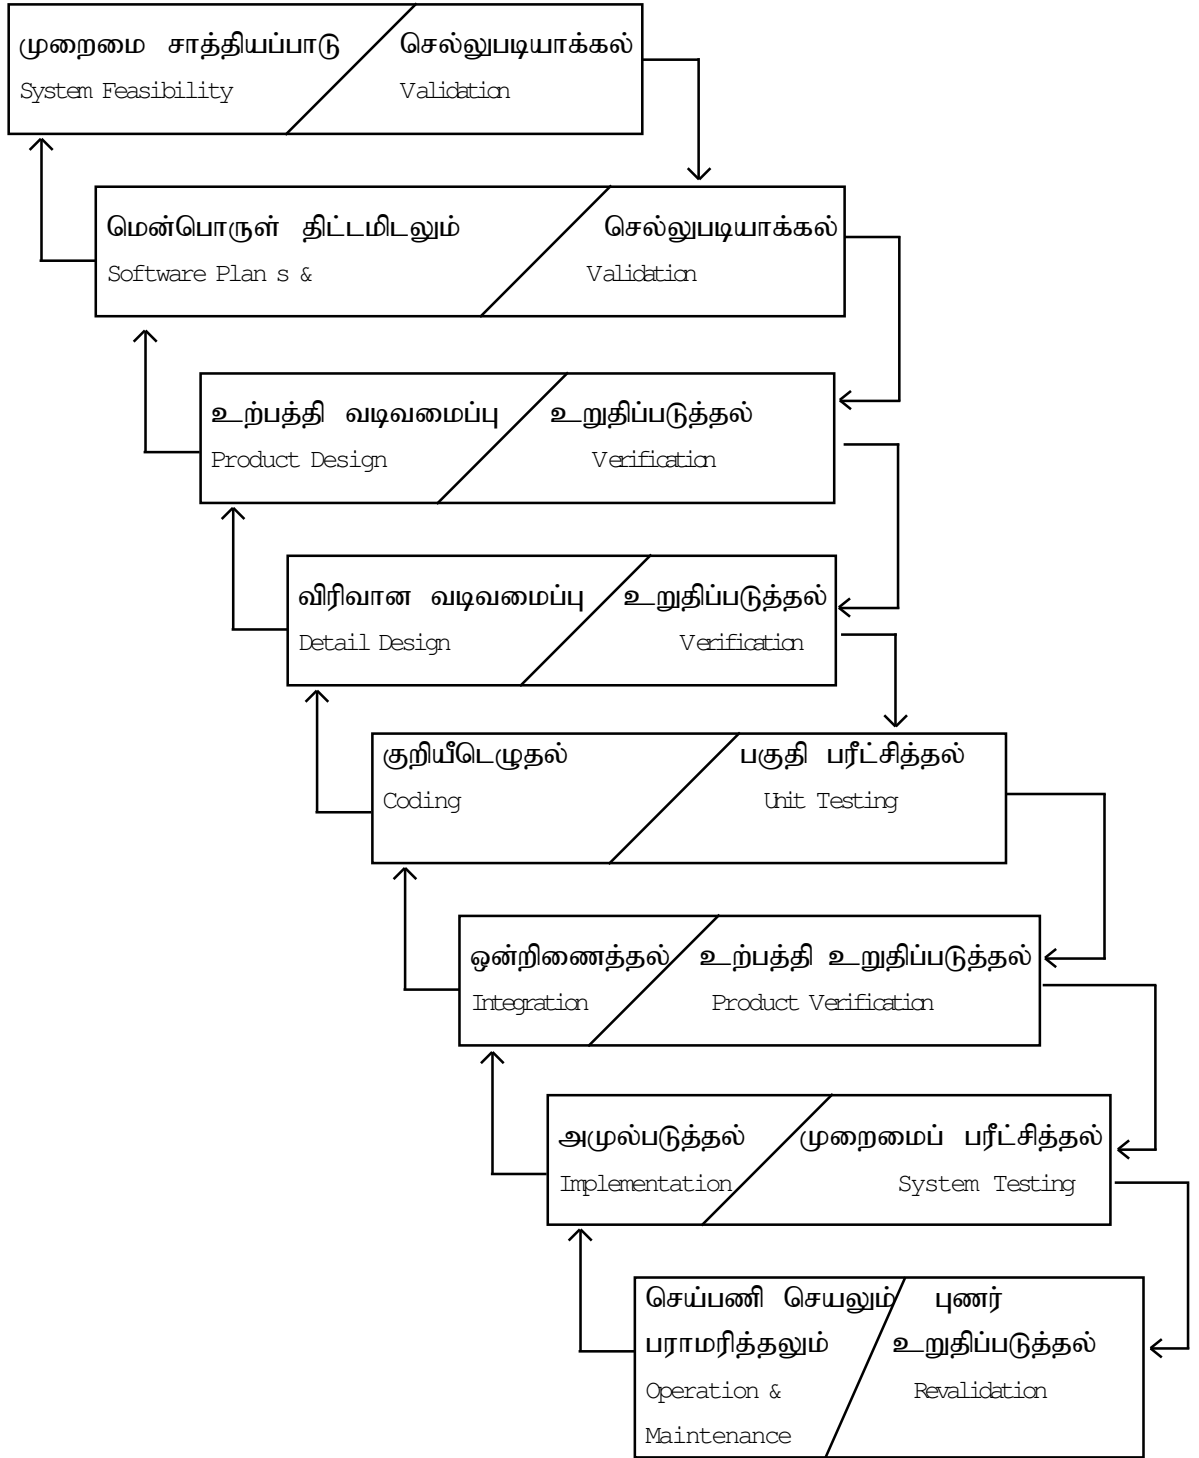 முறைமை சாத்தியப்பாடு செல்லுபடியாக்கல்
System Feasibility Validation
மென்பொருள் திட்டமிடலும் செல்லுபடியாக்கல்
Software Plan s & Validation
உற்பத்தி வடிவமைப்பு உறுதிப்படுத்தல்
Product Design Verification
விரிவான வடிவமைப்பு உறுதிப்படுத்தல்
Detail Design Verification
குறியீடெழுதல் பகுதி பரீட்சித்தல்
Coding Unit Testing
ஒன்றிணைத்தல் உற்பத்தி உறுதிப்படுத்தல்
Integration Product Verification
அமுல்படுத்தல் முறைமைப் பரீட்சித்தல்
Implementation System Testing
செய்பணி செயலும் புணர்
பராமரித்தலும் உறுதிப்படுத்தல்
Operation & Revalidation
Maintenance